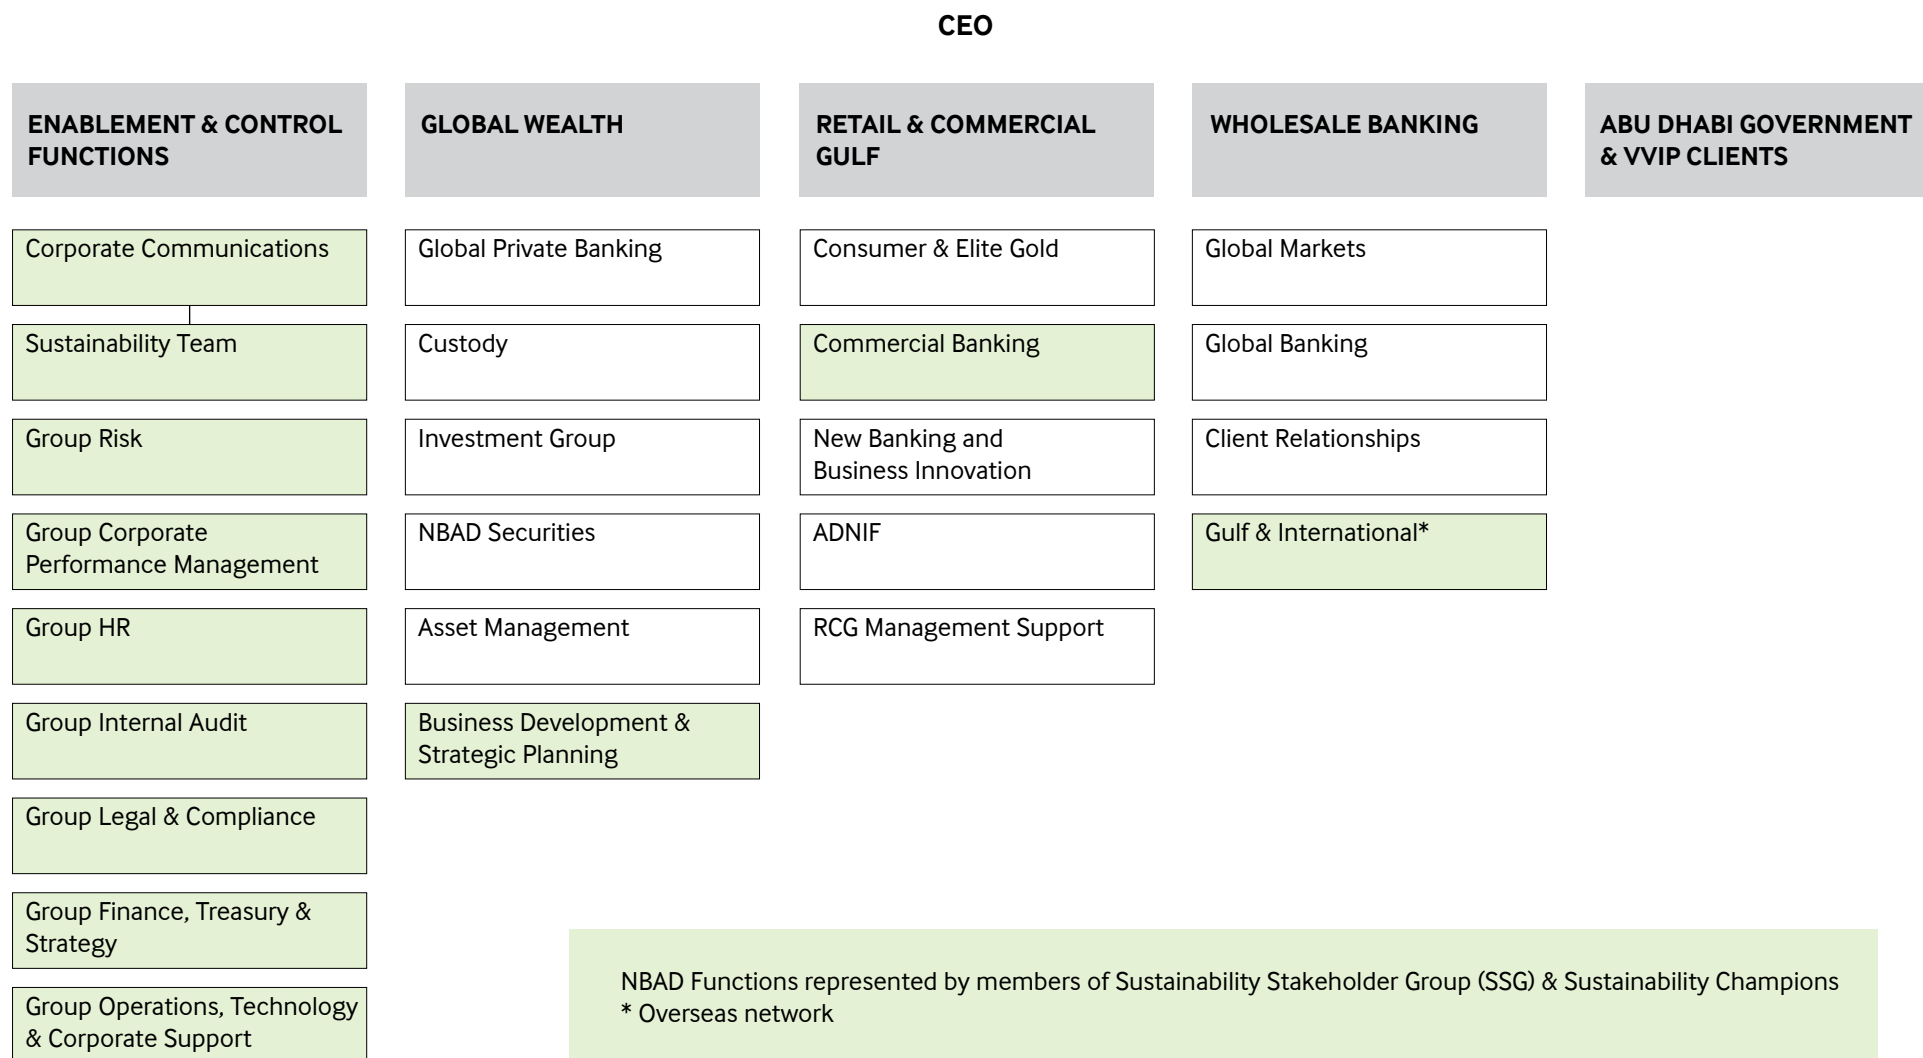 CEO
ENABLEMENT & CONTROL
FUNCTIONS
Corporate Communications
Sustainability Team
Group Risk
Group Corporate
Performance Management
Group HR
Group Internal Audit
Group Legal & Compliance
Group Finance, Treasury &
Strategy
Group Operations, Technology
& Corporate Support
GLOBAL WEALTH
Global Private Banking
Custody
Investment Group
NBAD Securities
Asset Management
Business Development &
Strategic Planning
RETAIL & COMMERCIAL
GULF
Consumer & Elite Gold
Commercial Banking
New Banking and
Business Innovation
ADNIF
RCG Management Support
WHOLESALE BANKING
Global Markets
Global Banking
Client Relationships
Gulf & International*
ABU DHABI GOVERNMENT
& VVIP CLIENTS
NBAD Functions represented by members of Sustainability Stakeholder Group (SSG) & Sustainability Champions
* Overseas network